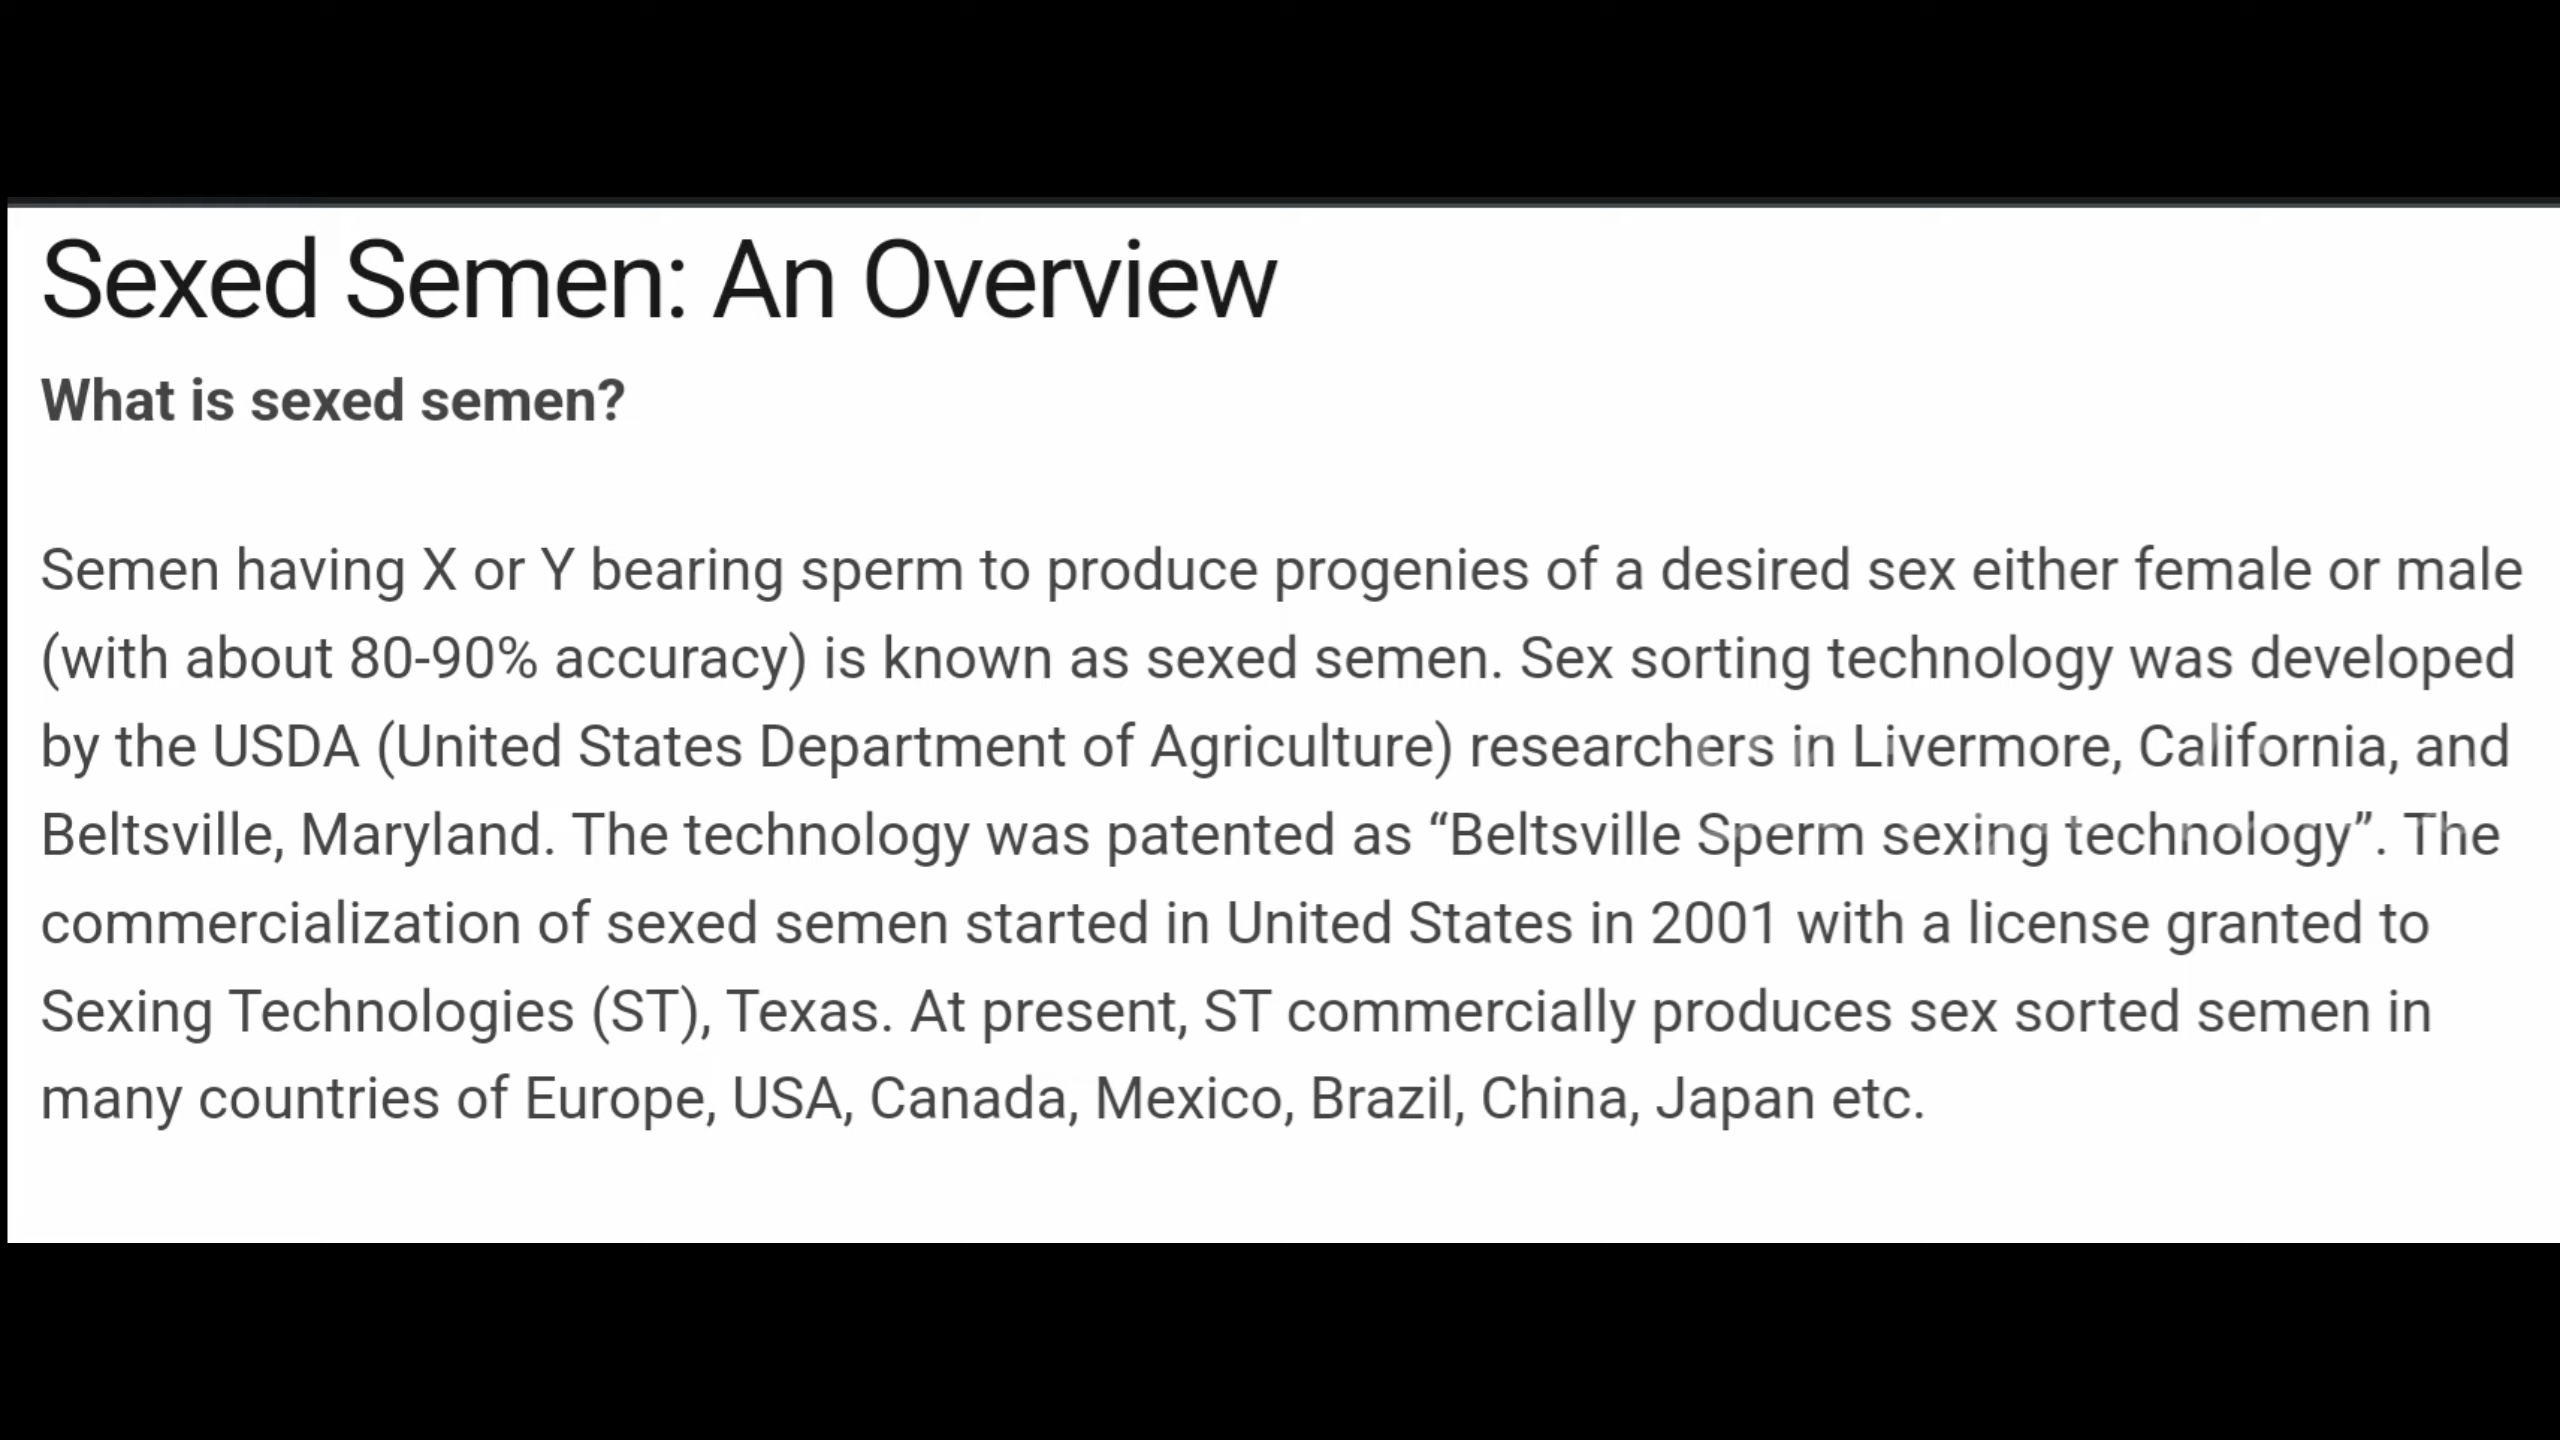 Sexed Semen: An Overview
What is sexed semen?
Semen having X or Y bearing sperm to produce progenies of a desired sex either female or male
(with about 80-90% accuracy) is known as sexed semen. Sex sorting technology was developed
by the USDA (United States Department of Agriculture) researchers in Livermore, California, and
Beltsville, Maryland. The technology was patented as “Beltsville Sperm sexing technology”. The
commercialization of sexed semen started in United States in 2001 with a license granted to
Sexing Technologies (ST), Texas. At present, ST commercially produces sex sorted semen in
many countries of Europe, USA, Canada, Mexico, Brazil, China, Japan etc.